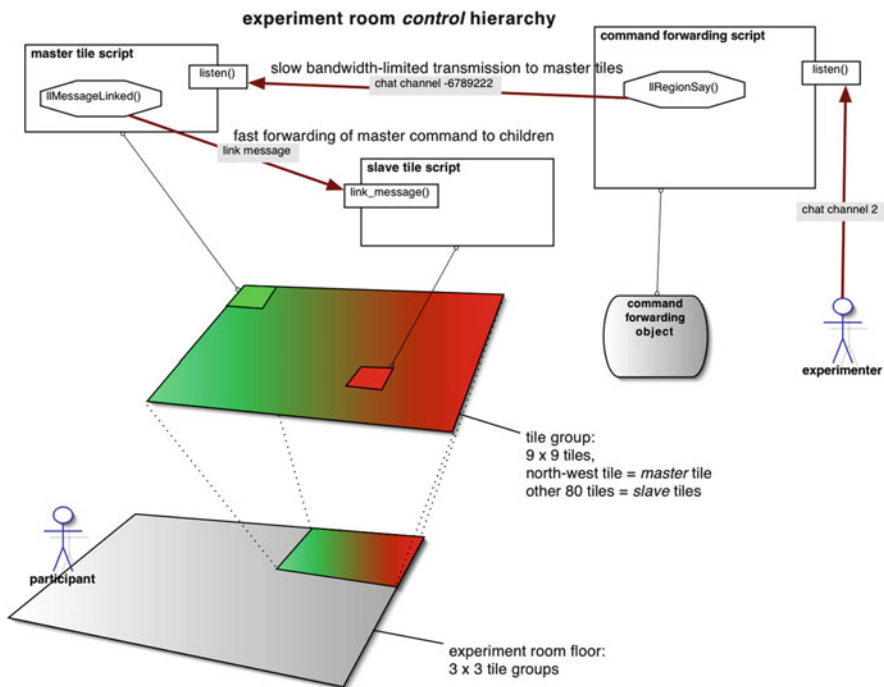 experiment room control hierarchy
master tile script
listen()
llMessageLinked()
slow bandwidth-limited transmission to master tiles
chat channel -6789222
command forwarding script
llRegionSay()
listen()
fast forwarding of master command to children
link message
slave tile script
link_message()
chat channel 2
command
forwarding
object
experimenter
tile group:
9 x 9 tiles,
north-west tile = master tile
other 80 tiles = slave tiles
participant
experiment room floor:
3 x 3 tile groups